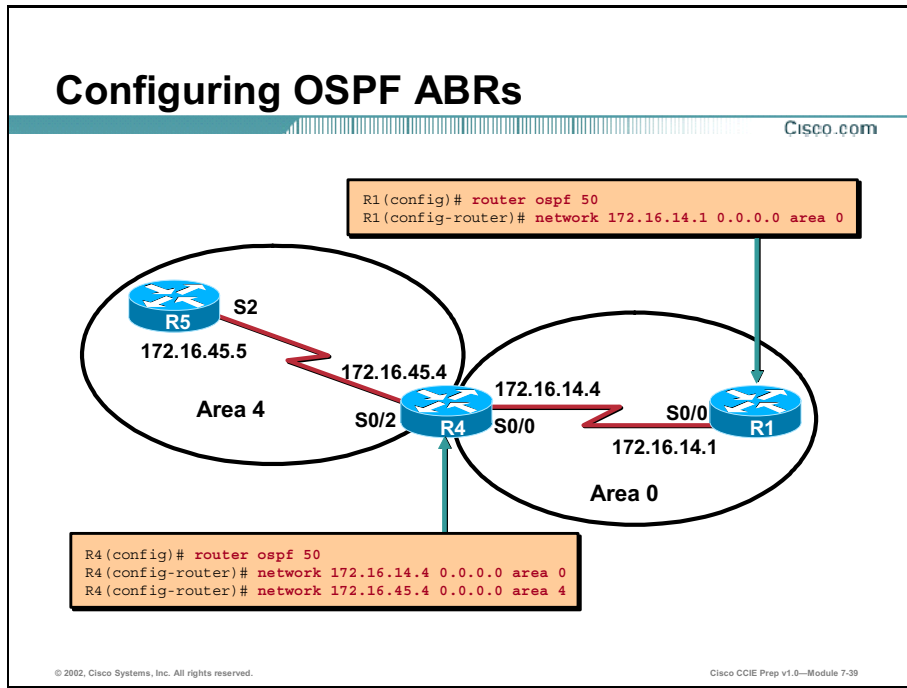 Configuring OSPF ABRs
Cisco.com
R1(config)# router ospf 50
R1(config-router)# network 172.16.14.1 0.0.0.0 area 0
R5
S2
172.16.45.5
172.16.45.4
Area 4
S0/2
R4
172.16.14.4
S0/0
S0/0
R1
172.16.14.1
Area 0
R4(config)# router ospf 50
R4(config-router)# network 172.16.14.4 0.0.0.0 area 0
R4(config-router)# network 172.16.45.4 0.0.0.0 area 4
© 2002, Cisco Systems, Inc. All rights reserved.
Cisco CCIE Prep v1.0—Module 7-39